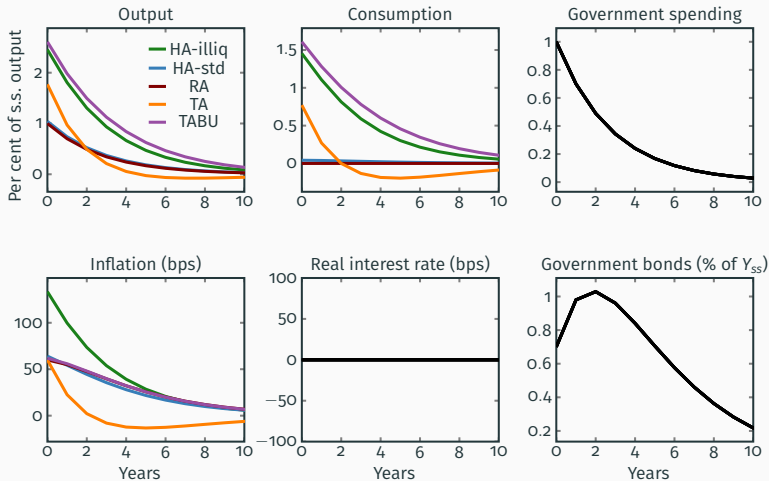 Output
Consumption
Government spending
Per cent of s.s. output
2
1
0
HA-illiq
HA-std
RA
TA
TABU
0 2 4 6 8 10
1.5
1
0.5
0
0 2 4 6 8 10
1
0.8
0.6
0.4
0.2
0
0 2 4 6 8 10
Inflation (bps)
Real interest rate (bps)
Government bonds (% of Yss)
100
50
0
0 2 4 6 8 10
Years
100
50
0
−50
−100
0 2 4 6 8 10
Years
1
0.8
0.6
0.4
0.2
0 2 4 6 8 10
Years